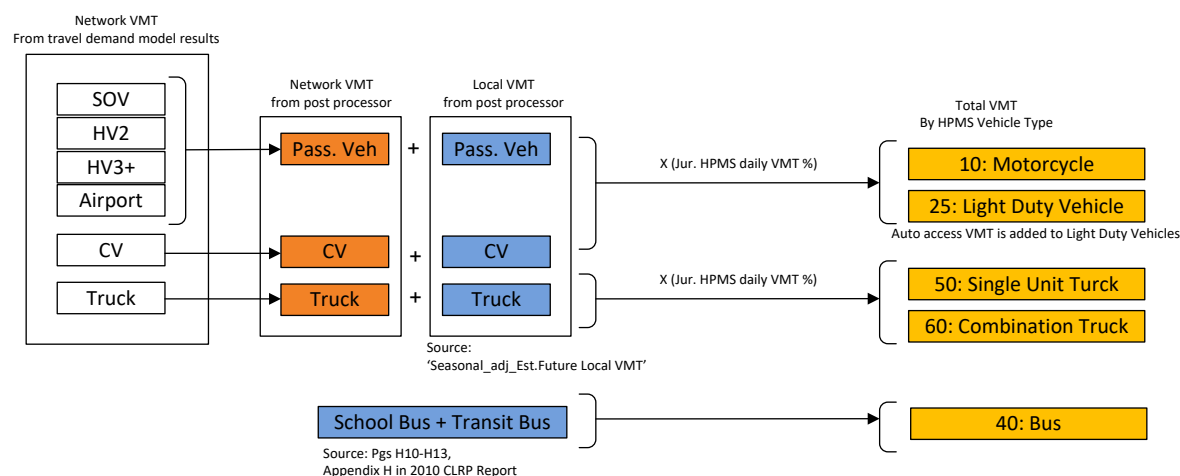 Network VMT
From travel demand model results
SOV
HV2
HV3+
Airport
CV
Truck
Network VMT
from post processor
Pass. Veh
CV
Truck
+
+
+
Local VMT
from post processor
Pass. Veh
CV
Truck
Source:
‘Seasonal_adj_Est.Future Local VMT’
X (Jur. HPMS daily VMT %)
X (Jur. HPMS daily VMT %)
Total VMT
By HPMS Vehicle Type
10: Motorcycle
25: Light Duty Vehicle
Auto access VMT is added to Light Duty Vehicles
50: Single Unit Turck
60: Combination Truck
School Bus + Transit Bus
Source: Pgs H10-H13,
Appendix H in 2010 CLRP Report
40: Bus